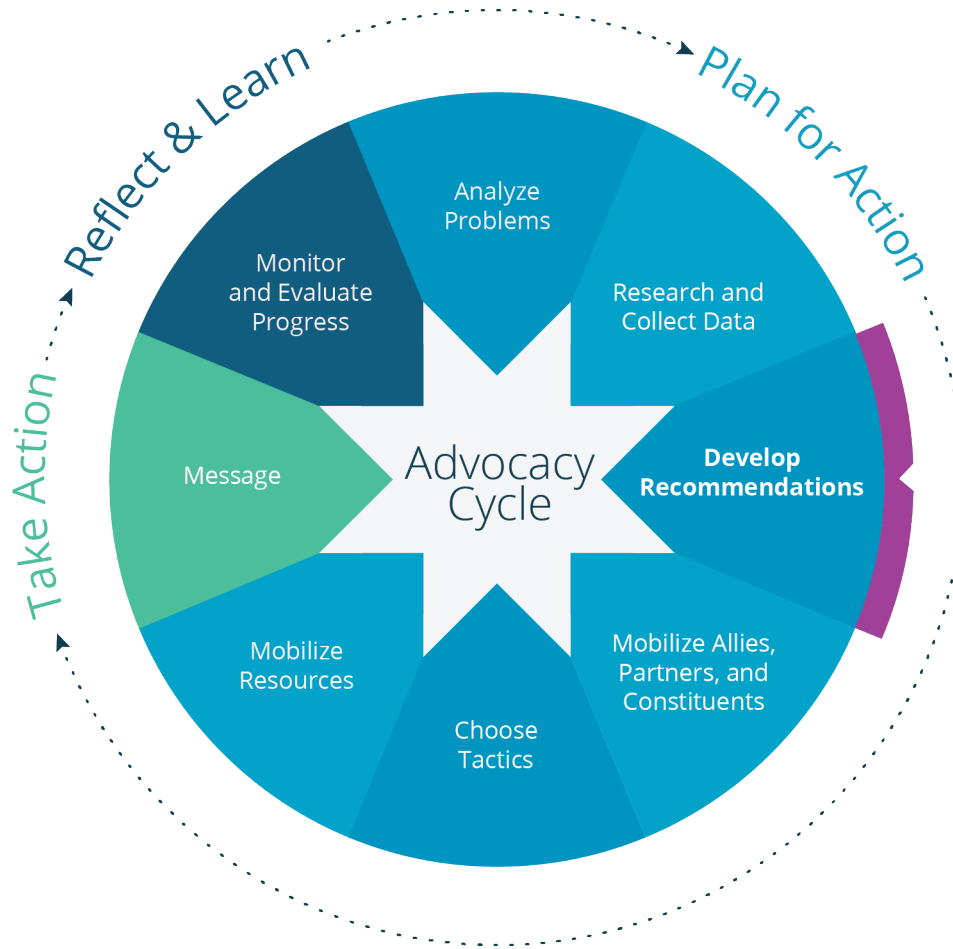 Reflect & Learn
Plan for Action
Take Action
Analyze
Problems
Research and
Collect Data
Develop
Recommendations
Mobilize Allies,
Partners, and
Constituents
Choose
Tactics
Mobilize
Resources
Message
Monitor
and Evaluate
Progress
Advocacy
Cycle